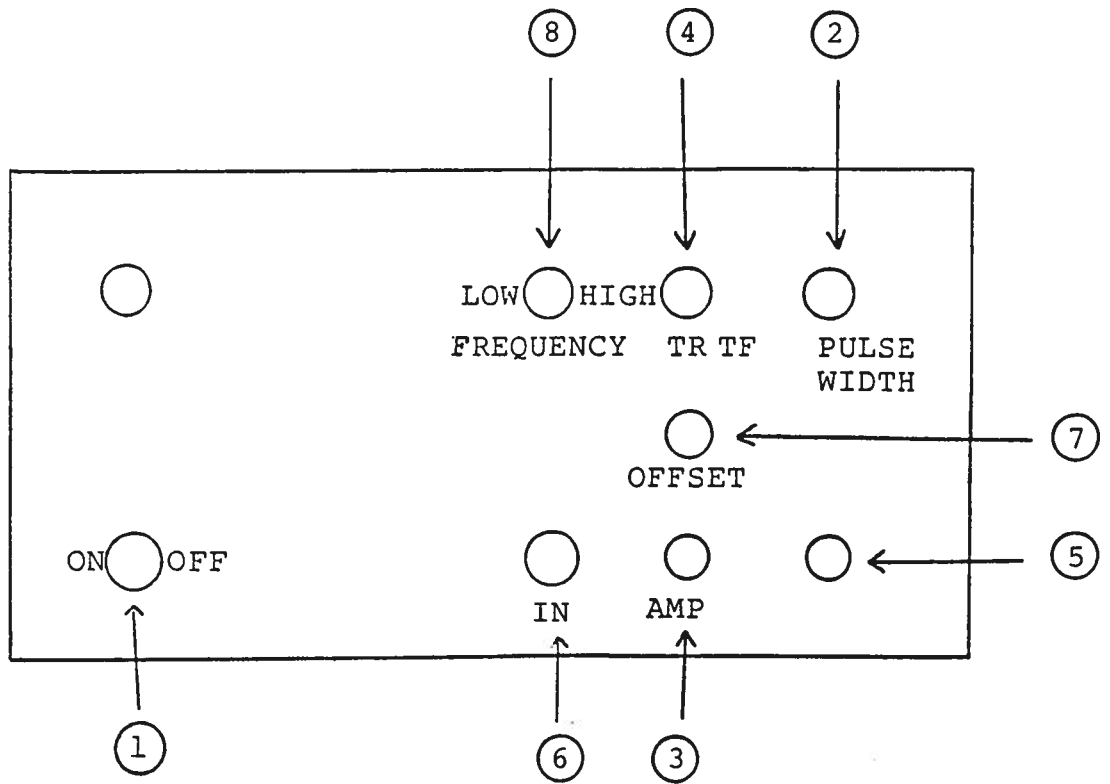 8 4 2
LOW HIGH
FREQUENCY TR TF PULSE
WIDTH
7
OFFSET
ON OFF 5
IN AMP
1 6 3